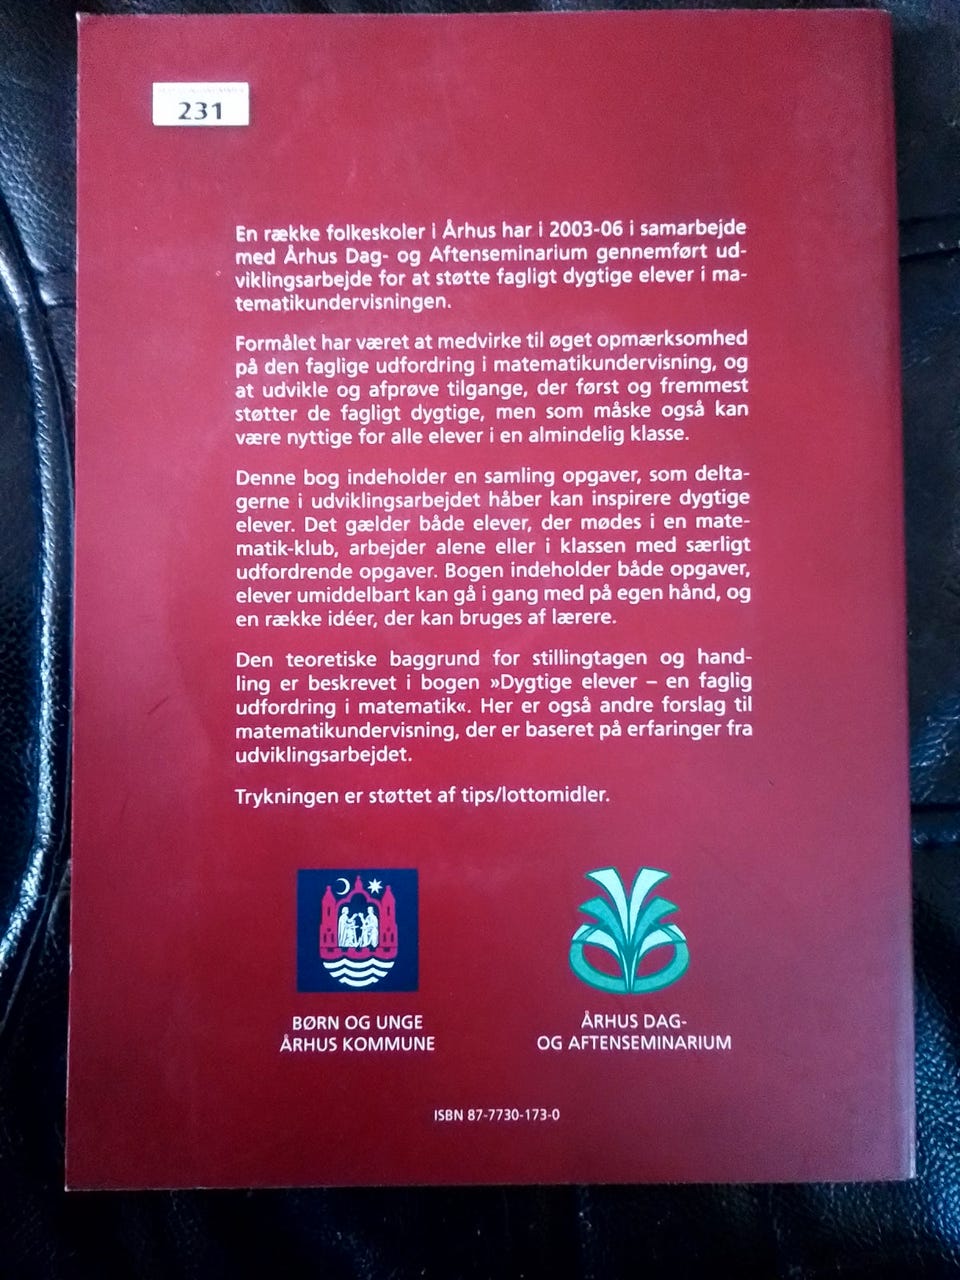 231
En række folkeskoler i Århus har i 2003-06 i samarbejde
med Århus Dag- og Aftenseminarium gennemført ud-
viklingsarbejde for at støtte fagligt dygtige elever i ma-
tematikundervisningen.
Formålet har været at medvirke til øget opmærksomhed
på den faglige udfordring i matematikundervisning, og
at udvikle og afprøve tilgange, der først og fremmest
støtter de fagligt dygtige, men som måske også kan
være nyttige for alle elever i en almindelig klasse.
Denne bog indeholder en samling opgaver, som delta-
gerne i udviklingsarbejdet håber kan inspirere dygtige
elever. Det gælder både elever, der mødes i en mate-
matik-klub, arbejder alene eller i klassen med særligt
udfordrende opgaver. Bogen indeholder både opgaver,
elever umiddelbart kan gå i gang med på egen hånd, og
en række idéer, der kan bruges af lærere.
Den teoretiske baggrund for stillingtagen og hand-
ling er beskrevet i bogen »Dygtige elever – en faglig
udfordring i matematik«. Her er også andre forslag til
matematikundervisning, der er baseret på erfaringer fra
udviklingsarbejdet.
Trykningen er støttet af tips/lottomidler.
BØRN OG UNGE
ÅRHUS KOMMUNE
ÅRHUS DAG-
OG AFTENSEMINARIUM
ISBN 87-7730-173-0